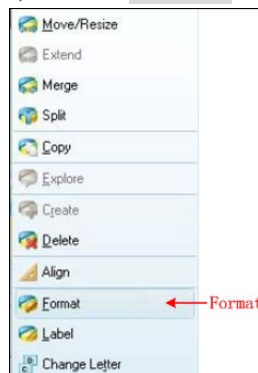 Move/Resize
Extend
Merge
Split
Copy
Explore
Create
Delete
Align
Format Format
Label
Change Letter